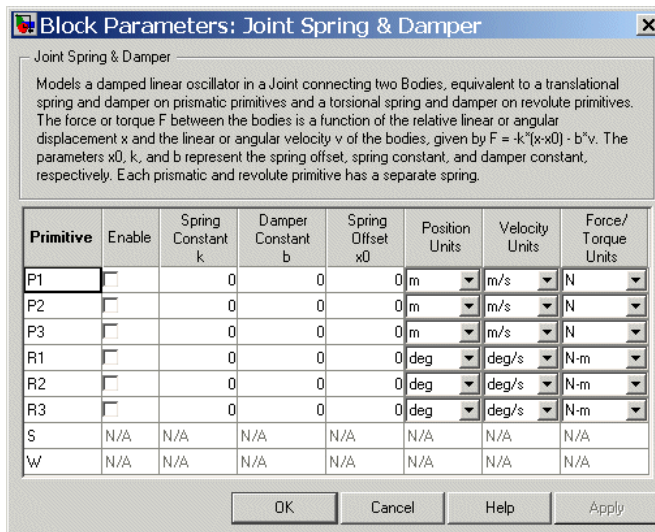 Block Parameters: Joint Spring & Damper
Joint Spring & Damper
Models a damped linear oscillator in a Joint connecting two Bodies, equivalent to a translational
spring and damper on prismatic primitives and a torsional spring and damper on revolute primitives.
The force or torque F between the bodies is a function of the relative linear or angular
displacement x and the linear or angular velocity v of the bodies, given by F = -k*(x-x0) - b*v. The
parameters x0, k, and b represent the spring offset, spring constant, and damper constant,
respectively. Each prismatic and revolute primitive has a separate spring.
Primitive Enable Spring Constant k Damper Constant b Spring Offset x0 Position Units Velocity Units Force/ Torque Units
P1 0 0 0 m m/s N
P2 0 0 0 m m/s N
P3 0 0 0 m m/s N
R1 0 0 0 deg deg/s N-m
R2 0 0 0 deg deg/s N-m
R3 0 0 0 deg deg/s N-m
S N/A N/A N/A N/A N/A N/A N/A
W N/A N/A N/A N/A N/A N/A N/A
OK Cancel Help Apply